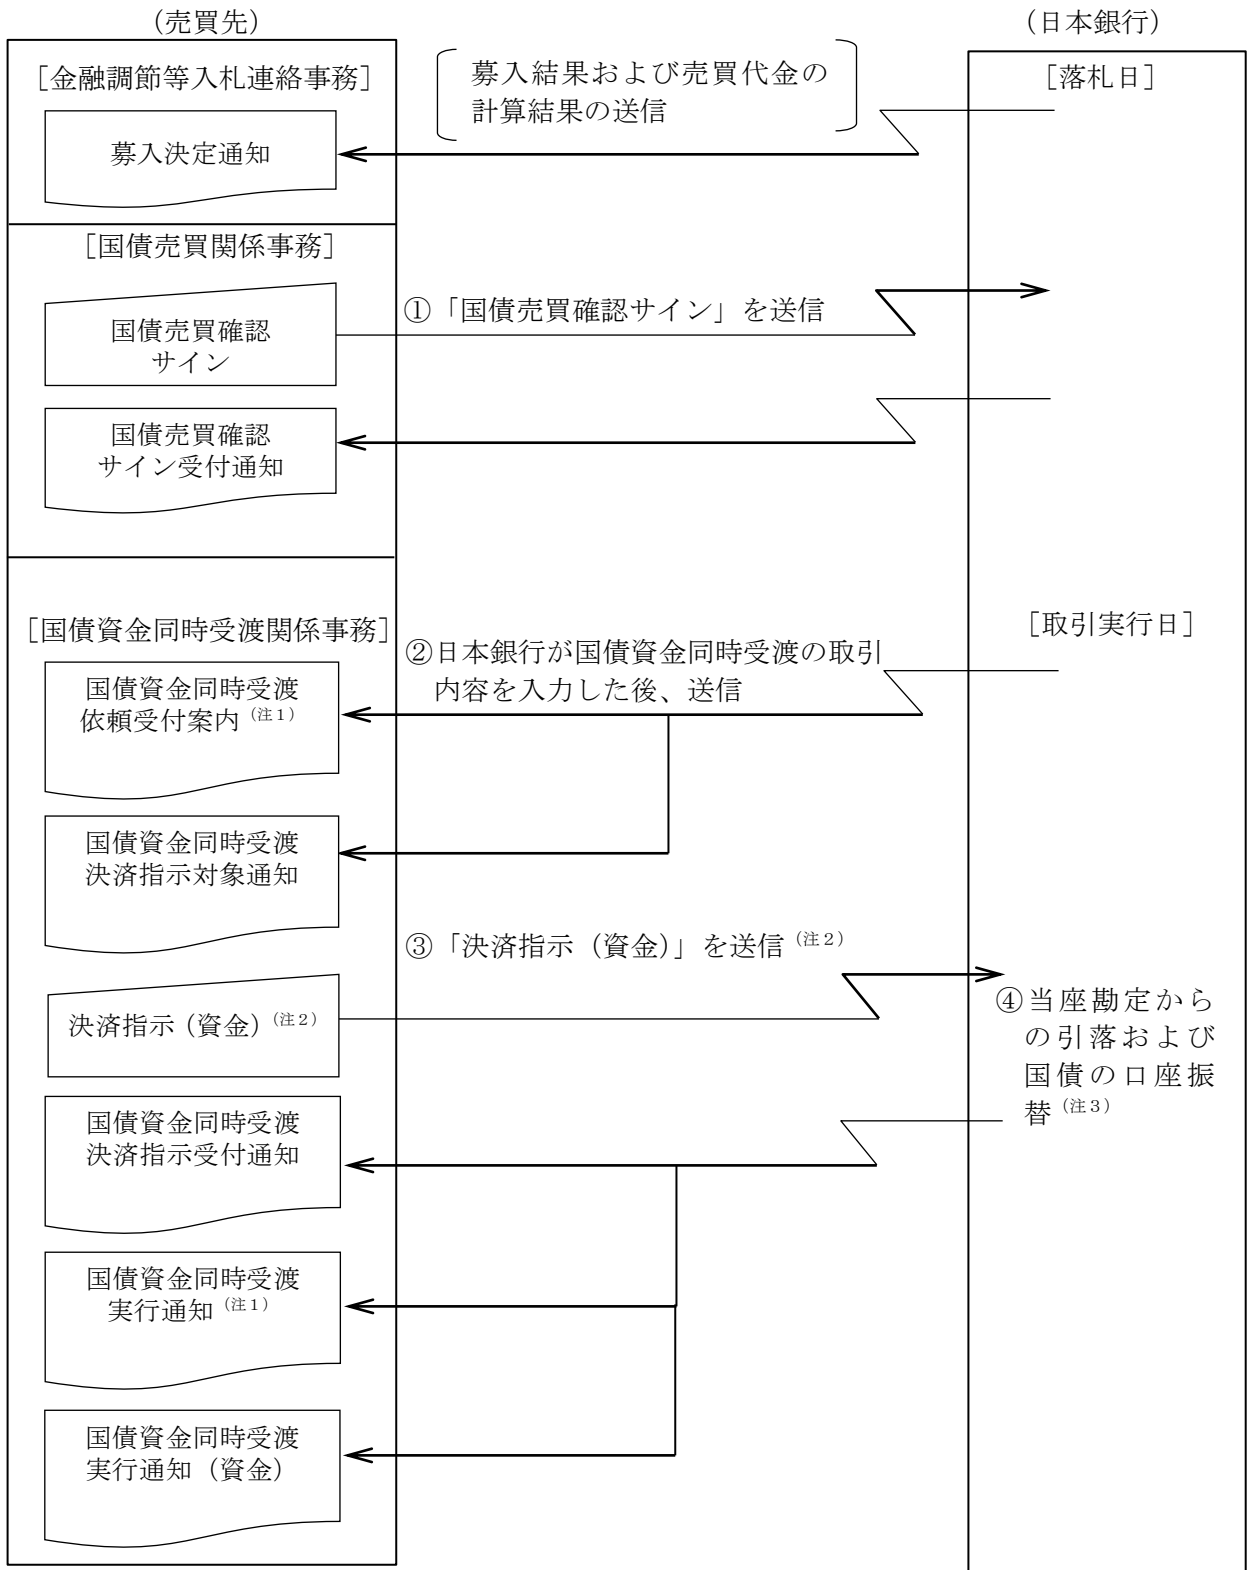 (売買先)
(日本銀行)
[金融調節等入札連絡事務]
募入結果および売買代金の
計算結果の送信
[落札日]
募入決定通知
[国債売買関係事務]
①「国債売買確認サイン」を送信
国債売買確認
サイン
国債売買確認
サイン受付通知
[国債資金同時受渡関係事務]
[取引実行日]
②日本銀行が国債資金同時受渡の取引
内容を入力した後、送信
国債資金同時受渡
依頼受付案内(注1)
国債資金同時受渡
決済指示対象通知
③「決済指示(資金)」を送信(注2)
決済指示(資金)(注2)
④当座勘定から
の引落および
国債の口座振
替(注3)
国債資金同時受渡
決済指示受付通知
国債資金同時受渡
実行通知(注1)
国債資金同時受渡
実行通知(資金)